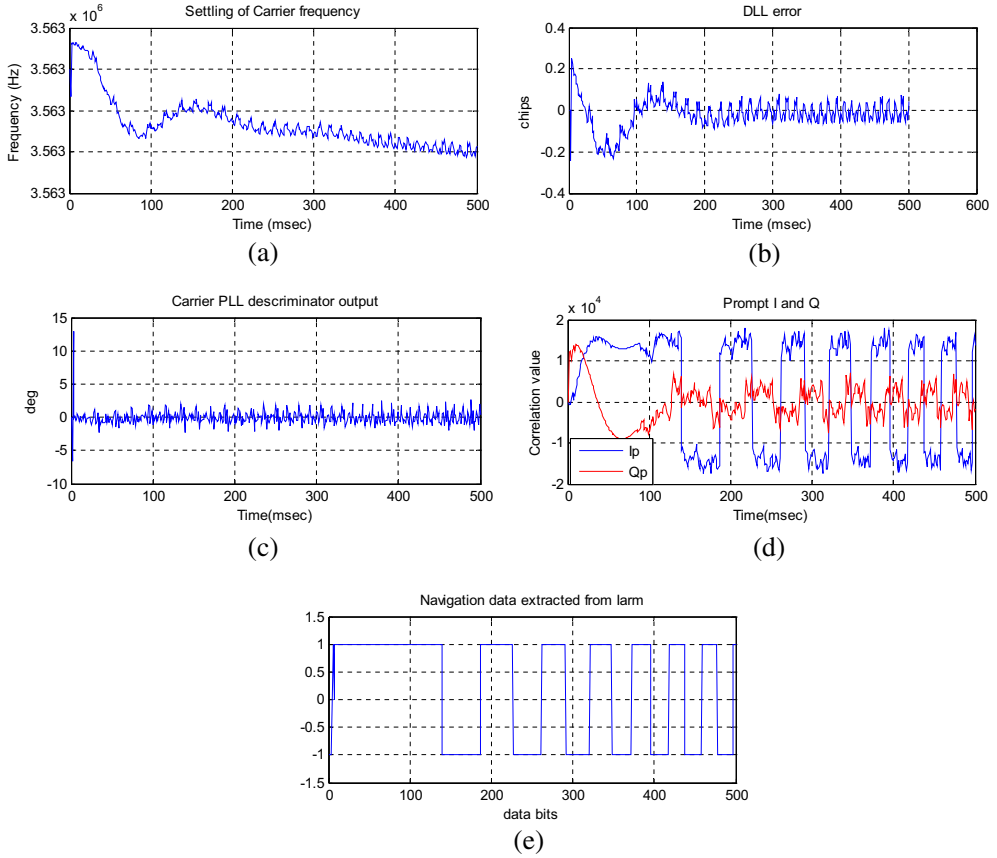 Settling of Carrier frequency
x 10^6
3.563
3.563
3.563
3.563
3.563
Frequency (Hz)
0 100 200 300 400 500
Time (msec)
(a)
DLL error
0.4
0.2
0
-0.2
-0.4
chips
0 100 200 300 400 500 600
Time (msec)
(b)
Carrier PLL descriminator output
15
10
5
0
-5
-10
deg
0 100 200 300 400 500
Time(msec)
(c)
Prompt I and Q
x 10^4
2
1
0
-1
-2
Correlation value
Ip
Qp
0 100 200 300 400 500
Time(msec)
(d)
Navigation data extracted from Iarm
1.5
1
0.5
0
-0.5
-1
-1.5
0 100 200 300 400 500
data bits
(e)